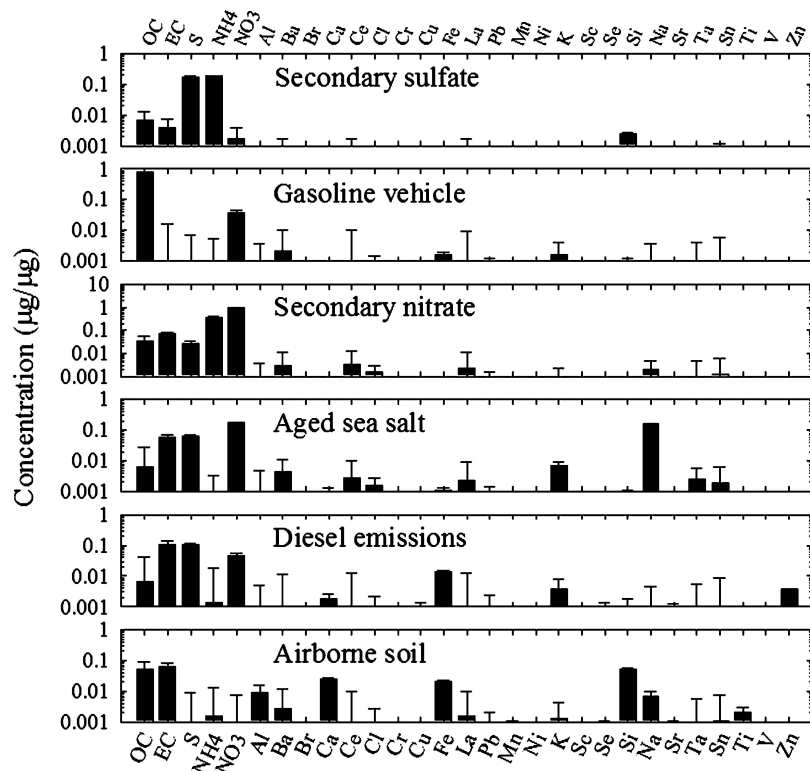 OC EC S NH4 NO3 Al Ba Br Ca Ce Cl Cr Cu Fe La Pb Mn Ni K Sc Se Si Na Sr Ta Sn Ti V Zn
Concentration (µg/µg)
1
0.1
0.01
0.001
Secondary sulfate
1
0.1
0.01
0.001
Gasoline vehicle
10
1
0.1
0.01
0.001
Secondary nitrate
1
0.1
0.01
0.001
Aged sea salt
1
0.1
0.01
0.001
Diesel emissions
1
0.1
0.01
0.001
Airborne soil
OC EC S NH4 NO3 Al Ba Br Ca Ce Cl Cr Cu Fe La Pb Mn Ni K Sc Se Si Na Sr Ta Sn Ti V Zn